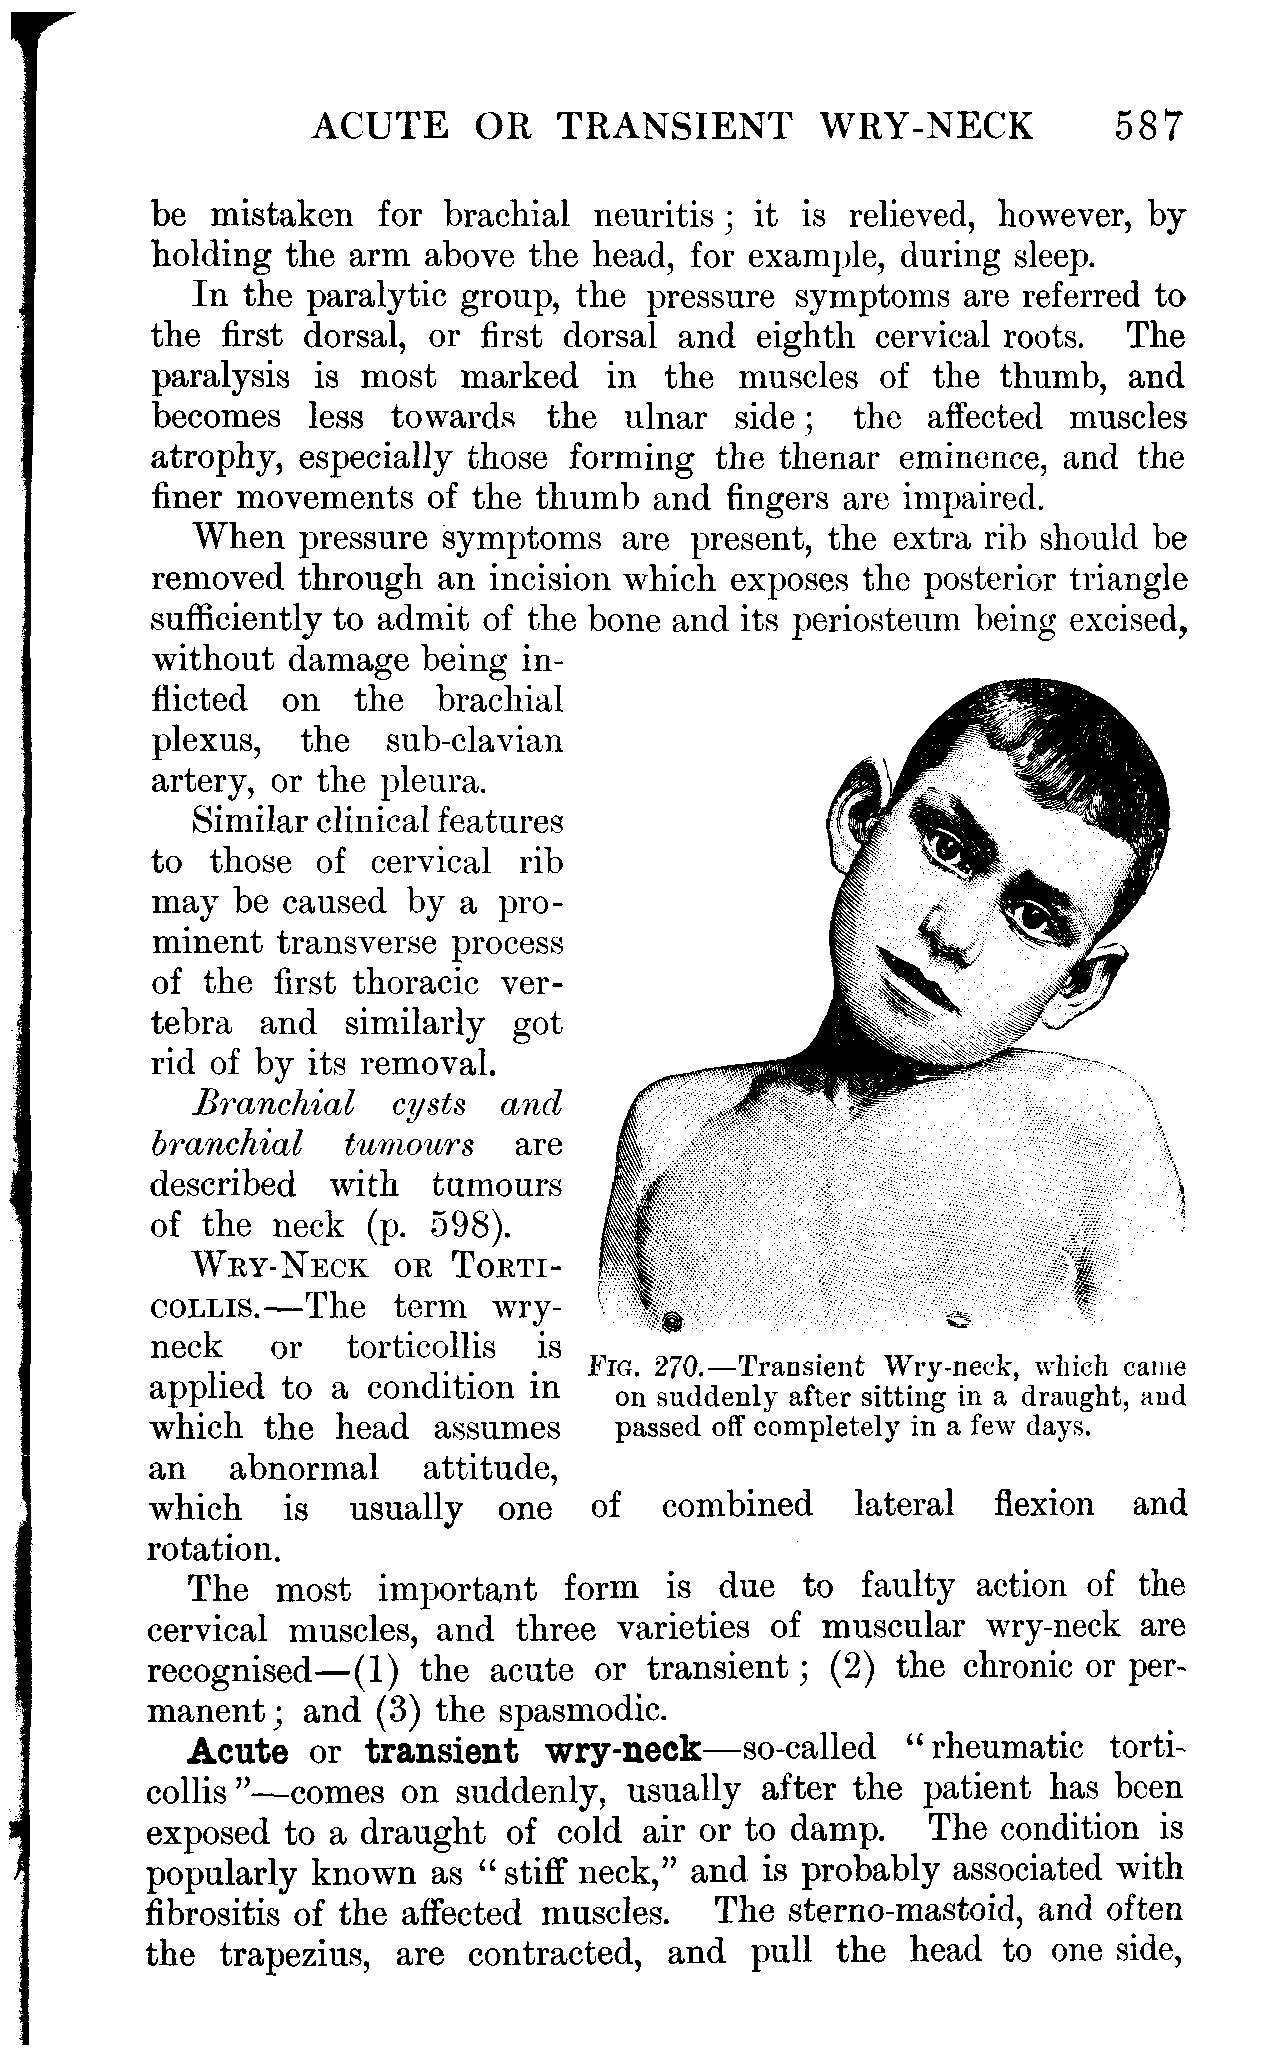 ACUTE OR TRANSIENT WRY-NECK 587
be mistaken for brachial neuritis ; it is relieved, however, by
holding the arm above the head, for example, during sleep.
In the paralytic group, the pressure symptoms are referred to
the first dorsal, or first dorsal and eighth cervical roots. The
paralysis is most marked in the muscles of the thumb, and
becomes less towards the ulnar side ; the affected muscles
atrophy, especially those forming the thenar eminence, and the
finer movements of the thumb and fingers are impaired.
When pressure symptoms are present, the extra rib should be
removed through an incision which exposes the posterior triangle
sufficiently to admit of the bone and its periosteum being excised,
without damage being in-
flicted on the brachial
plexus, the sub-clavian
artery, or the pleura.
Similar clinical features
to those of cervical rib
may be caused by a pro-
minent transverse process
of the first thoracic ver-
tebra and similarly got
rid of by its removal.
Branchial cysts and
branchial tumours are
described with tumours
of the neck (p. 598).
WRY-NECK OR TORTI-
COLLIS.—The term wry-
neck or torticollis is
applied to a condition in
which the head assumes
an abnormal attitude,
which is usually one of combined lateral flexion and
rotation.
FIG. 270.—Transient Wry-neck, which came
on suddenly after sitting in a draught, and
passed off completely in a few days.
The most important form is due to faulty action of the
cervical muscles, and three varieties of muscular wry-neck are
recognised—(1) the acute or transient ; (2) the chronic or per-
manent ; and (3) the spasmodic.
Acute or transient wry-neck—so-called “ rheumatic torti-
collis ”—comes on suddenly, usually after the patient has been
exposed to a draught of cold air or to damp. The condition is
popularly known as “ stiff neck,” and is probably associated with
fibrositis of the affected muscles. The sterno-mastoid, and often
the trapezius, are contracted, and pull the head to one side,